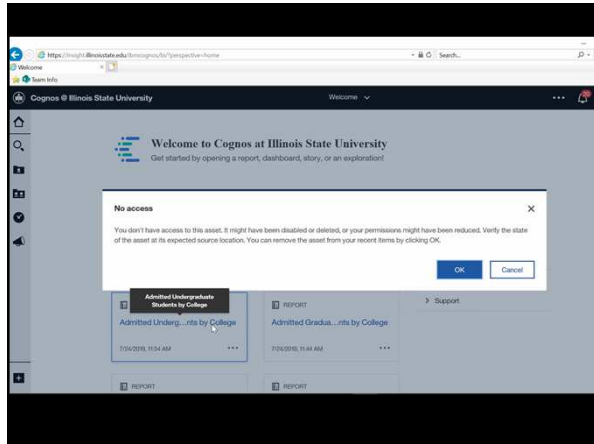 https://insight.illinoisstate.edu/ibmcognos/bi/?perspective=home
Search...
Welcome
Team Info
Cognos @ Illinois State University
Welcome
Welcome to Cognos at Illinois State University
Get started by opening a report, dashboard, story, or an exploration!
No access
You don't have access to this asset. It might have been disabled or deleted, or your permissions might have been reduced. Verify the state
of the asset at its expected source location. You can remove the asset from your recent items by clicking OK.
OK
Cancel
Admitted Undergraduate
Students by College
REPORT
Support
Admitted Underg...nts by College
Admitted Gradua...nts by College
7/24/2019, 11:54 AM
7/24/2019, 11:44 AM
REPORT
REPORT